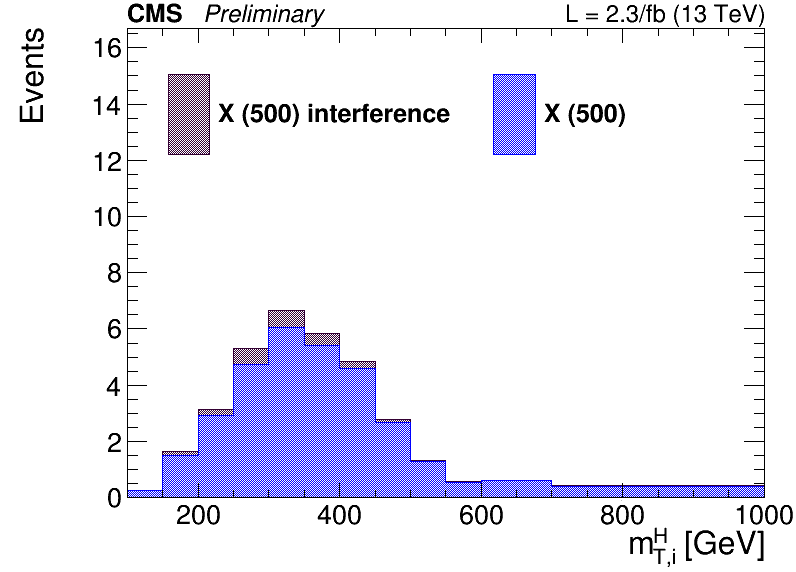 CMS Preliminary L = 2.3/fb (13 TeV)
Events
16
14
12
10
8
6
4
2
0
X (500) interference X (500)
200 400 600 800 1000
m^H_{T,i} [GeV]